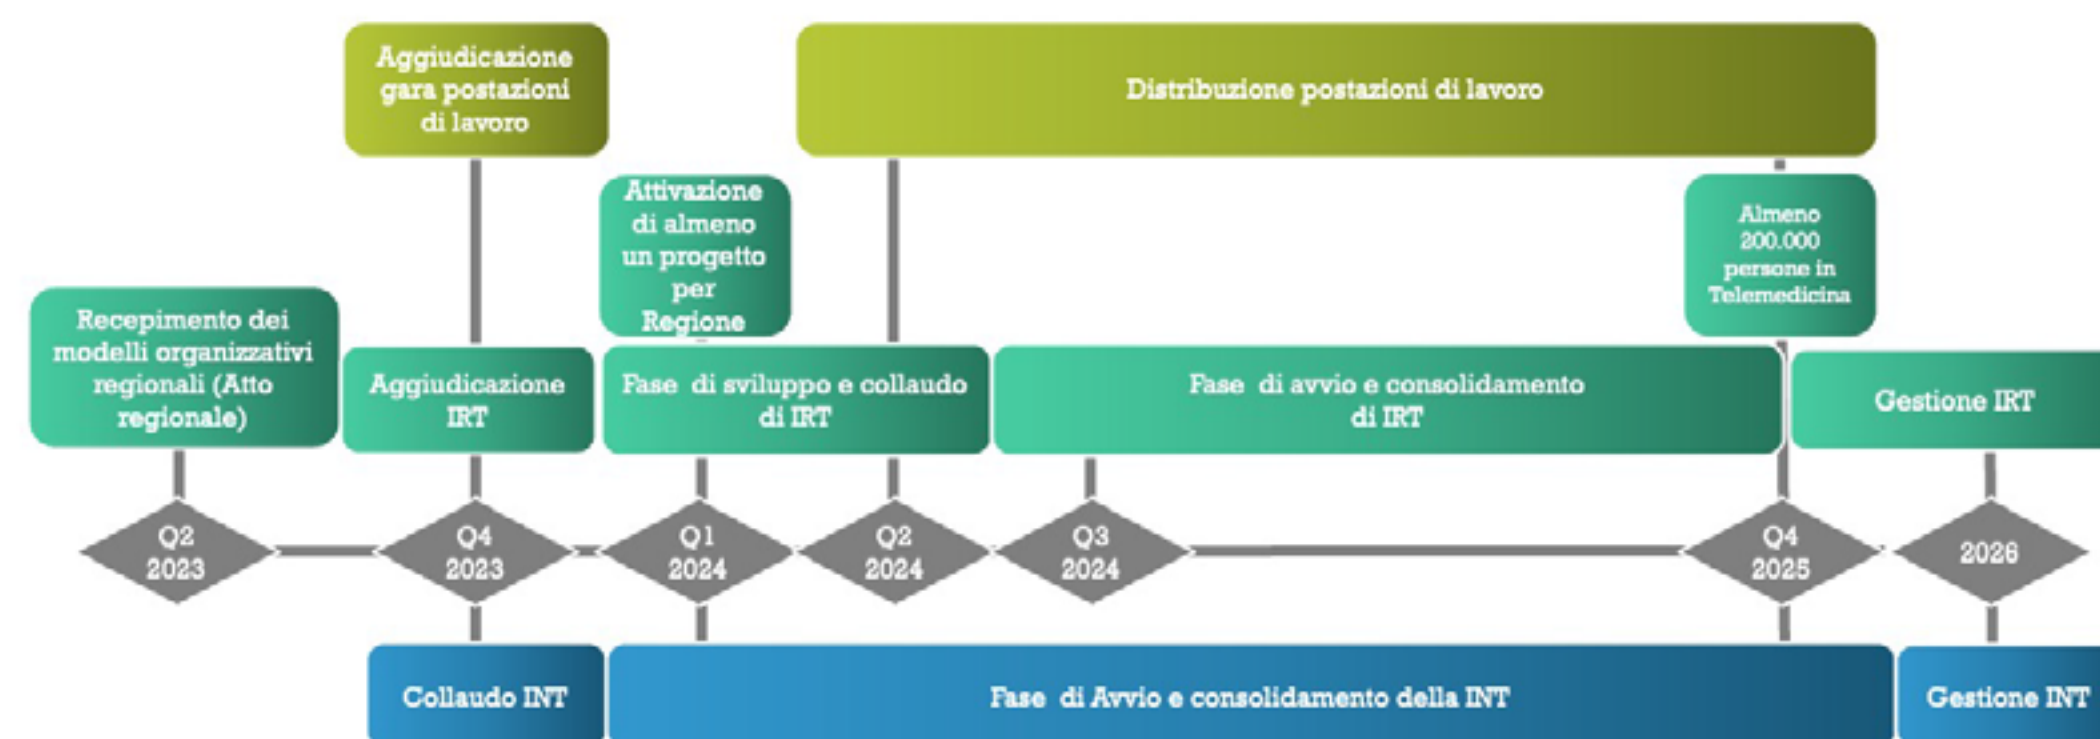 Aggiudicazione
gara postazioni
di lavoro
Distribuzione postazioni di lavoro
Attivazione
di almeno
un progetto
per
Regione
Almeno
200.000
persone in
Telemedicina
Recepimento dei
modelli organizzativi
regionali (Atto
regionale)
Aggiudicazione
IRT
Fase di sviluppo e collaudo
di IRT
Fase di avvio e consolidamento
di IRT
Gestione IRT
Q2
2023
Q4
2023
Q1
2024
Q2
2024
Q3
2024
Q4
2025
2026
Collaudo INT
Fase di Avvio e consolidamento della INT
Gestione INT